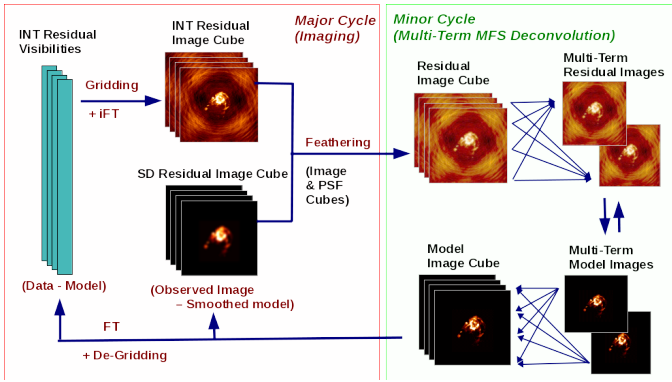 INT Residual
Visibilities
INT Residual
Image Cube
Major Cycle
(Imaging)
Gridding
+ iFT
SD Residual Image Cube
Feathering
(Image
& PSF
Cubes)
(Data - Model)
(Observed Image
– Smoothed model)
FT
+ De-Gridding
Minor Cycle
(Multi-Term MFS Deconvolution)
Residual
Image Cube
Multi-Term
Residual Images
Model
Image Cube
Multi-Term
Model Images